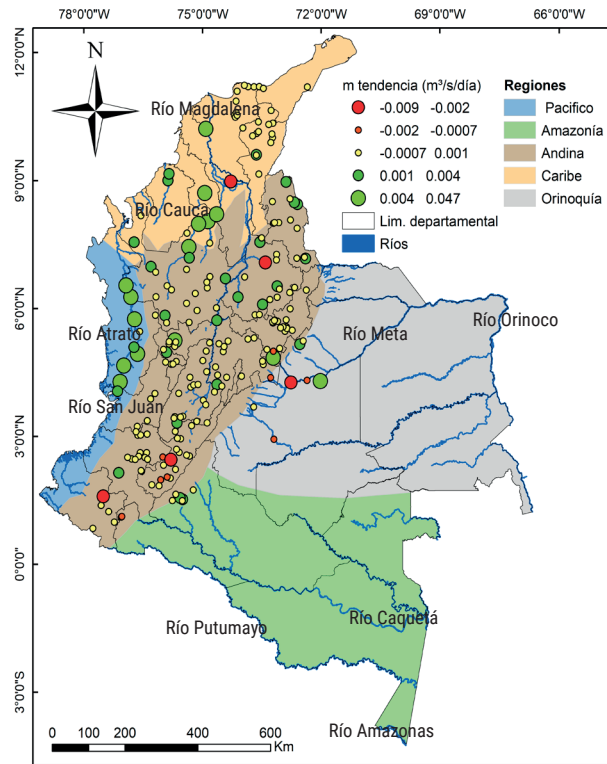 78°0'0"W 75°0'0"W 72°0'0"W 69°0'0"W 66°0'0"W
12°0'0"N
9°0'0"N
6°0'0"N
3°0'0"N
0°0'0"
3°0'0"S
N
m tendencia (m³/s/día)
-0.009 -0.002
-0.002 -0.0007
-0.0007 0.001
0.001 0.004
0.004 0.047
Lim. departamental
Ríos
Regiones
Pacifico
Amazonía
Andina
Caribe
Orinoquía
Río Magdalena
Río Cauca
Río Atrato
Río San Juán
Río Meta
Río Orinoco
Río Caquetá
Río Putumayo
Río Amazonas
0 100 200 400 600
Km